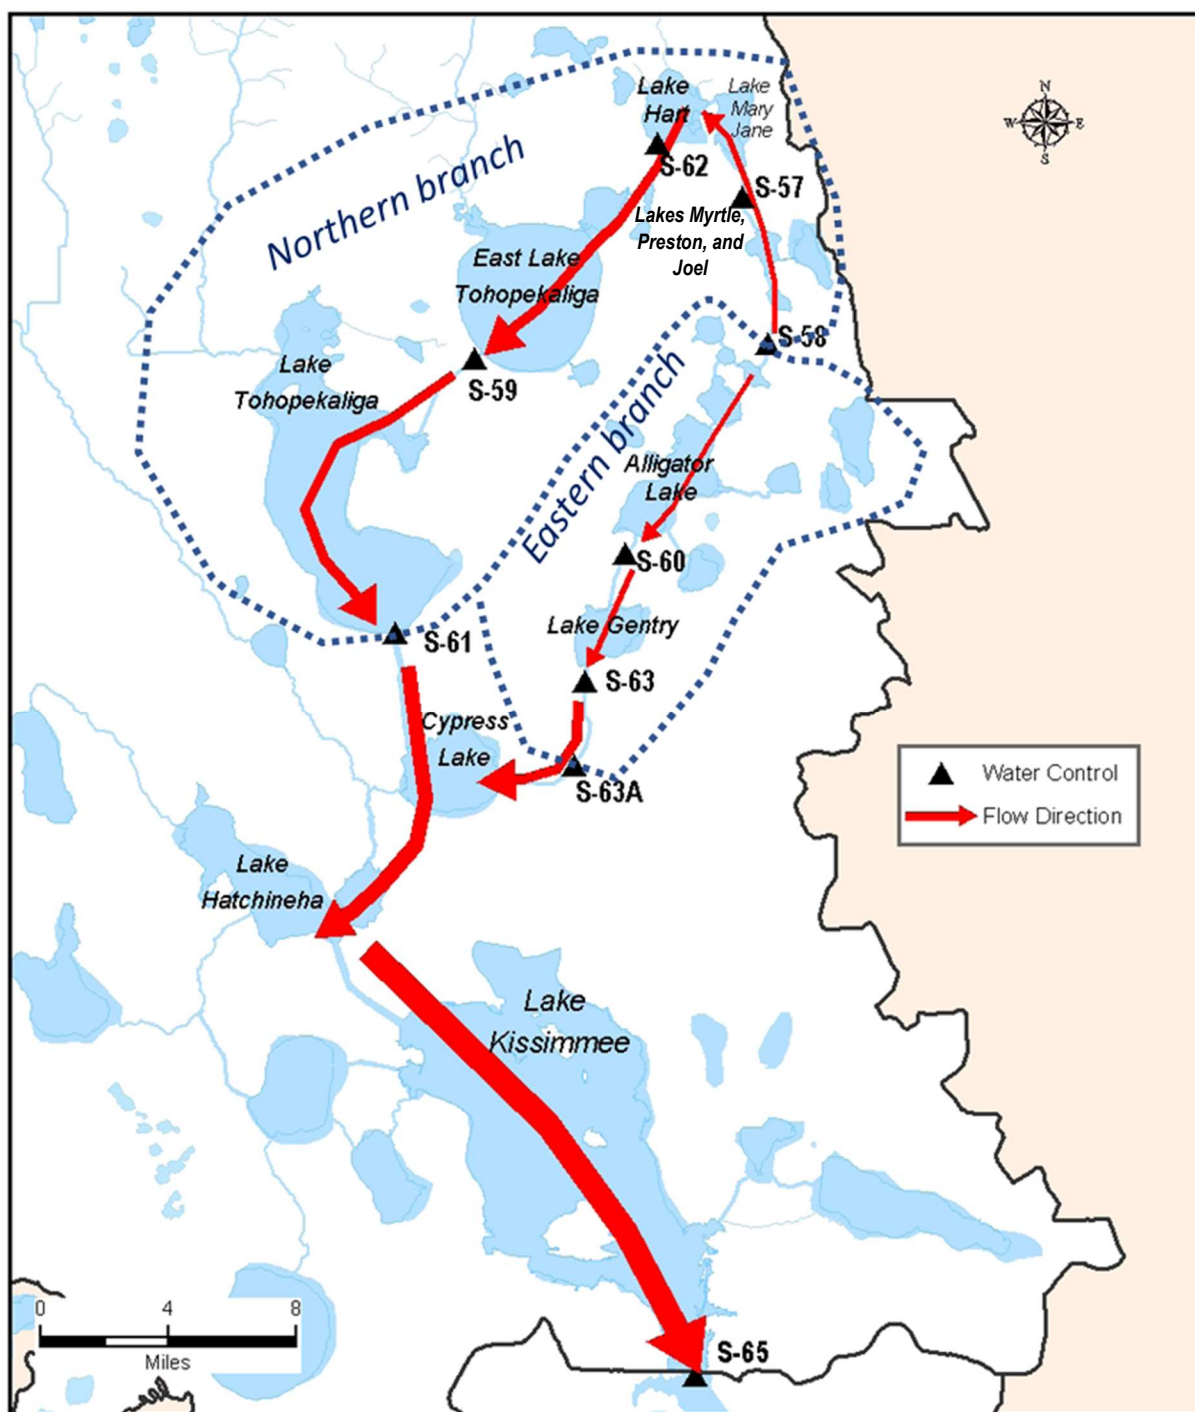 Lake
Hart
Lake
Mary
Jane
N
W
E
S
S-62
S-57
Northern branch
Lakes Myrtle,
Preston, and
Joel
East Lake
Tohopekaliga
S-58
Lake
Tohopekaliga
S-59
Eastern branch
Alligator
Lake
S-60
Lake Gentry
S-61
S-63
Cypress
Lake
S-63A
Water Control
Flow Direction
Lake
Hatchineha
Lake
Kissimmee
0 4 8
Miles
S-65